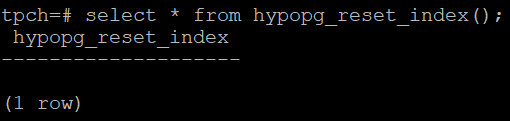 tpch=# select * from hypopg_reset_index();
 hypopg_reset_index
--------------------
(1 row)